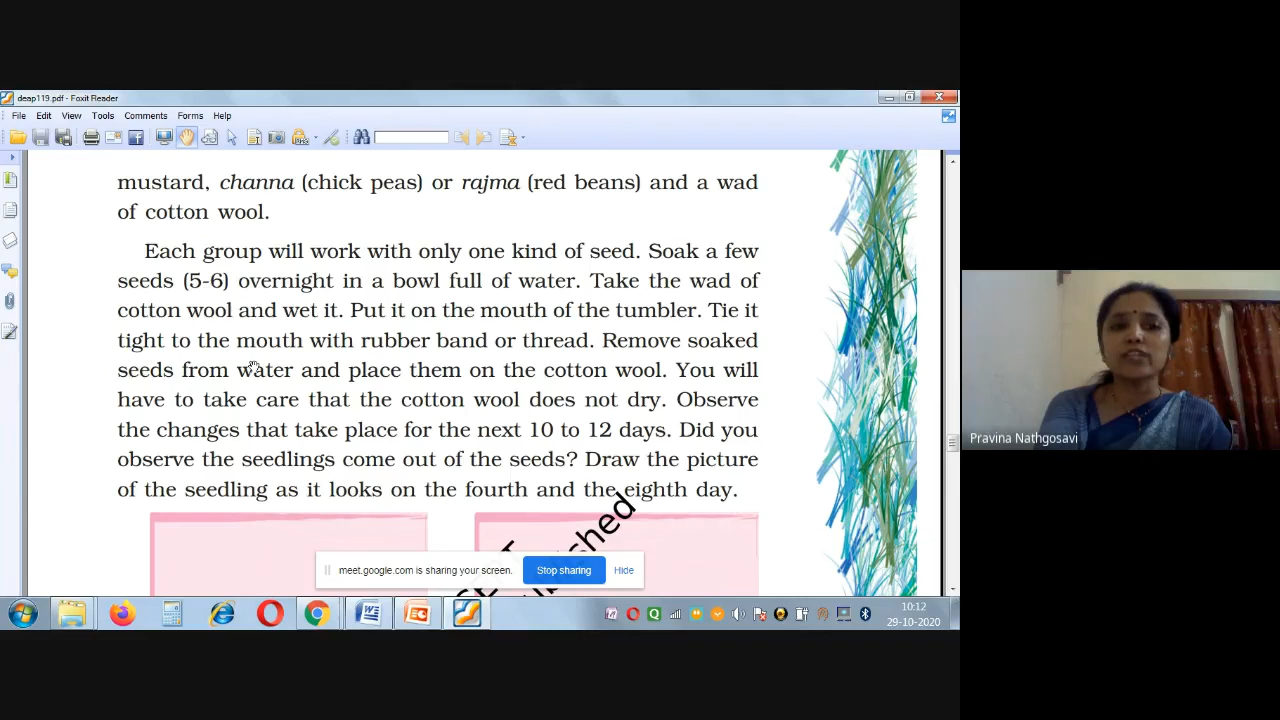 deap119.pdf - Foxit Reader
File Edit View Tools Comments Forms Help
mustard, channa (chick peas) or rajma (red beans) and a wad
of cotton wool.
Each group will work with only one kind of seed. Soak a few
seeds (5-6) overnight in a bowl full of water. Take the wad of
cotton wool and wet it. Put it on the mouth of the tumbler. Tie it
tight to the mouth with rubber band or thread. Remove soaked
seeds from water and place them on the cotton wool. You will
have to take care that the cotton wool does not dry. Observe
the changes that take place for the next 10 to 12 days. Did you
observe the seedlings come out of the seeds? Draw the picture
of the seedling as it looks on the fourth and the eighth day.
meet.google.com is sharing your screen. Stop sharing Hide
10:12
29-10-2020
Pravina Nathgosavi